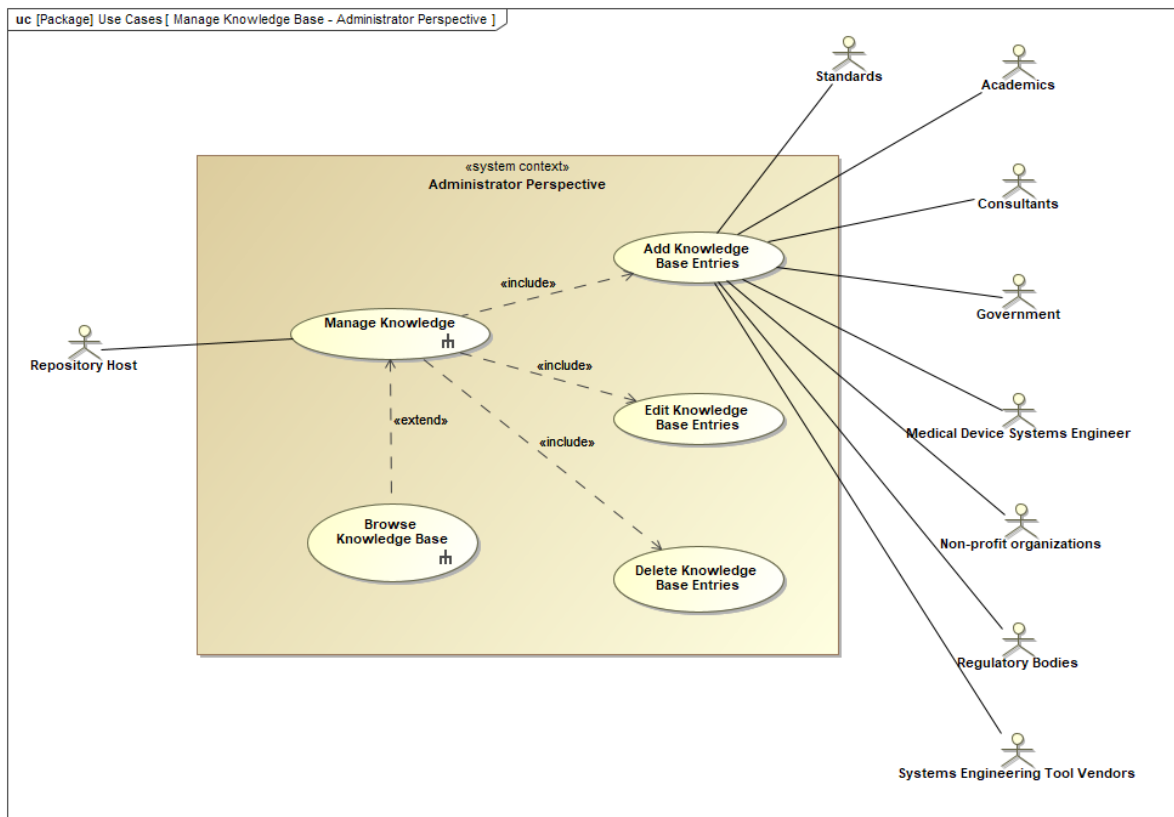 uc [Package] Use Cases [ Manage Knowledge Base - Administrator Perspective ]
Standards
Academics
«system context»
Administrator Perspective
Consultants
Add Knowledge
Base Entries
«include»
Government
Manage Knowledge
Repository Host
«include»
Edit Knowledge
Base Entries
«extend»
Medical Device Systems Engineer
«include»
Browse
Knowledge Base
Non-profit organizations
Delete Knowledge
Base Entries
Regulatory Bodies
Systems Engineering Tool Vendors